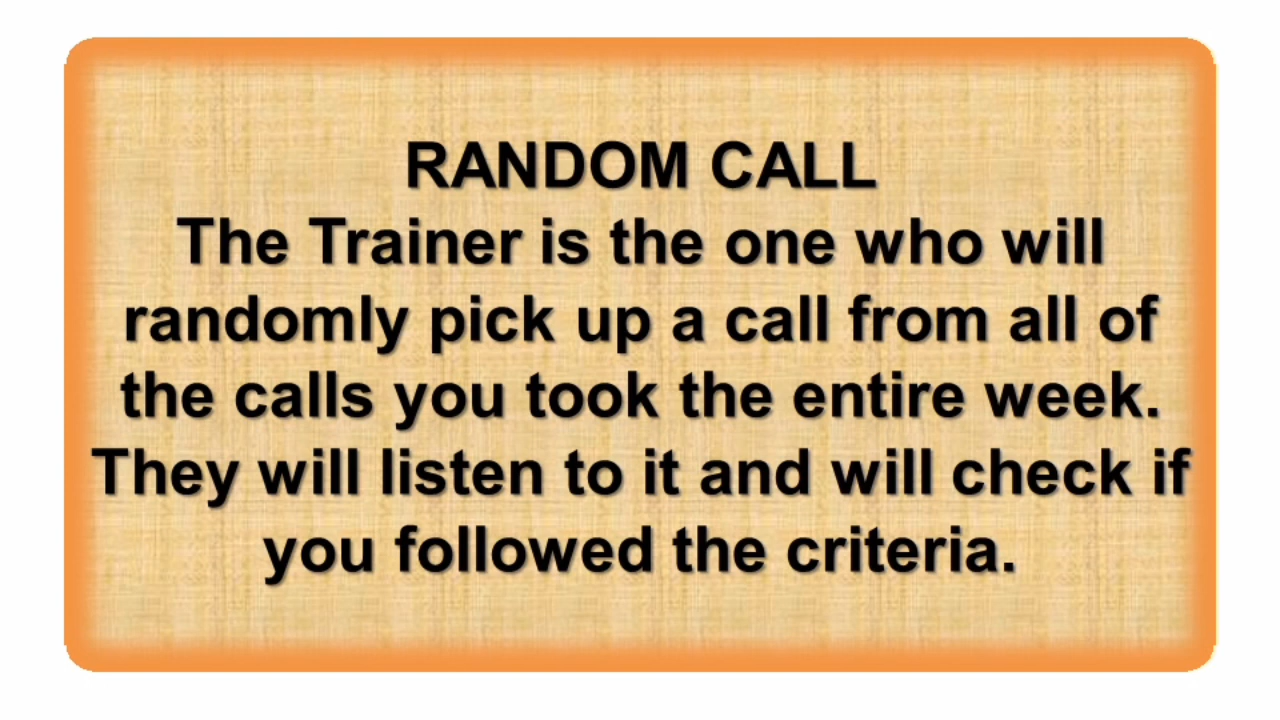 RANDOM CALL
The Trainer is the one who will
randomly pick up a call from all of
the calls you took the entire week.
They will listen to it and will check if
you followed the criteria.